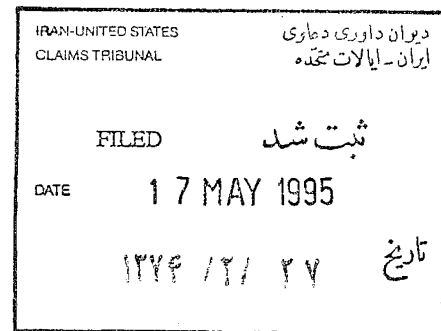 IRAN-UNITED STATES دیوان داوری دعاوی
CLAIMS TRIBUNAL ایران - ایالات متحده
FILED ثبت شد
DATE 17 MAY 1995
۱۳۷۴ /۲/ ۲۷ تاریخ